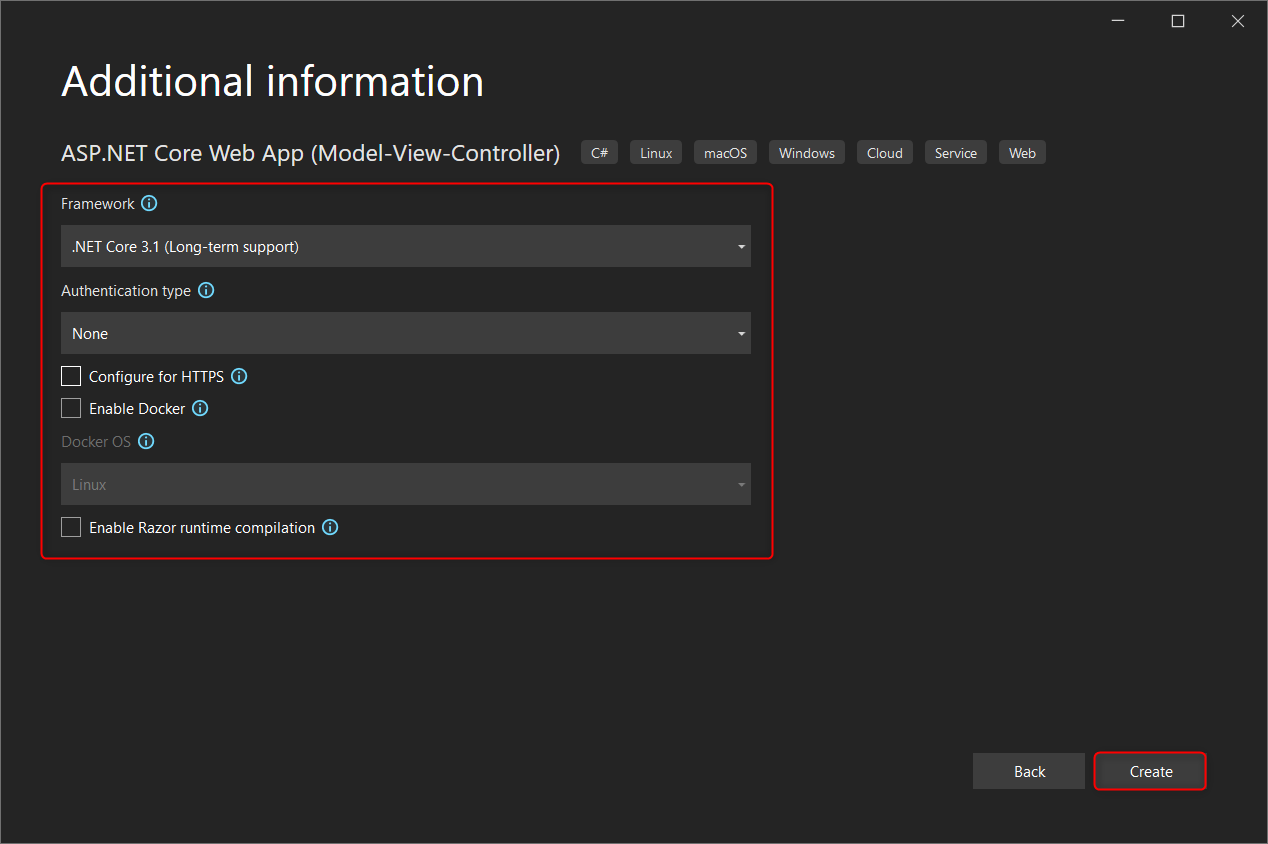 Additional information
ASP.NET Core Web App (Model-View-Controller) C# Linux macOS Windows Cloud Service Web
Framework
.NET Core 3.1 (Long-term support)
Authentication type
None
Configure for HTTPS
Enable Docker
Docker OS
Linux
Enable Razor runtime compilation
Back Create